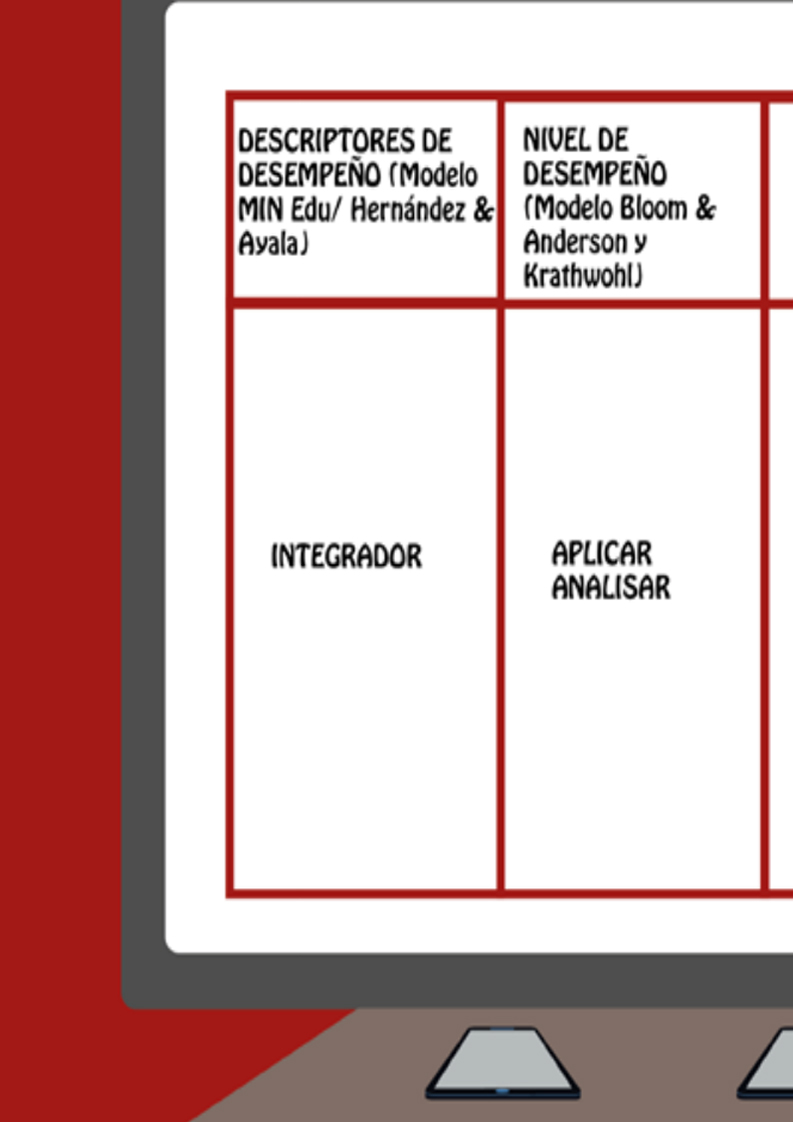 DESCRIPTORES DE
DESEMPEÑO (Modelo
MIN Edu/ Hernández &
Ayala)
NIVEL DE
DESEMPEÑO
(Modelo Bloom &
Anderson y
Krathwohl)
INTEGRADOR
APLICAR
ANALISAR